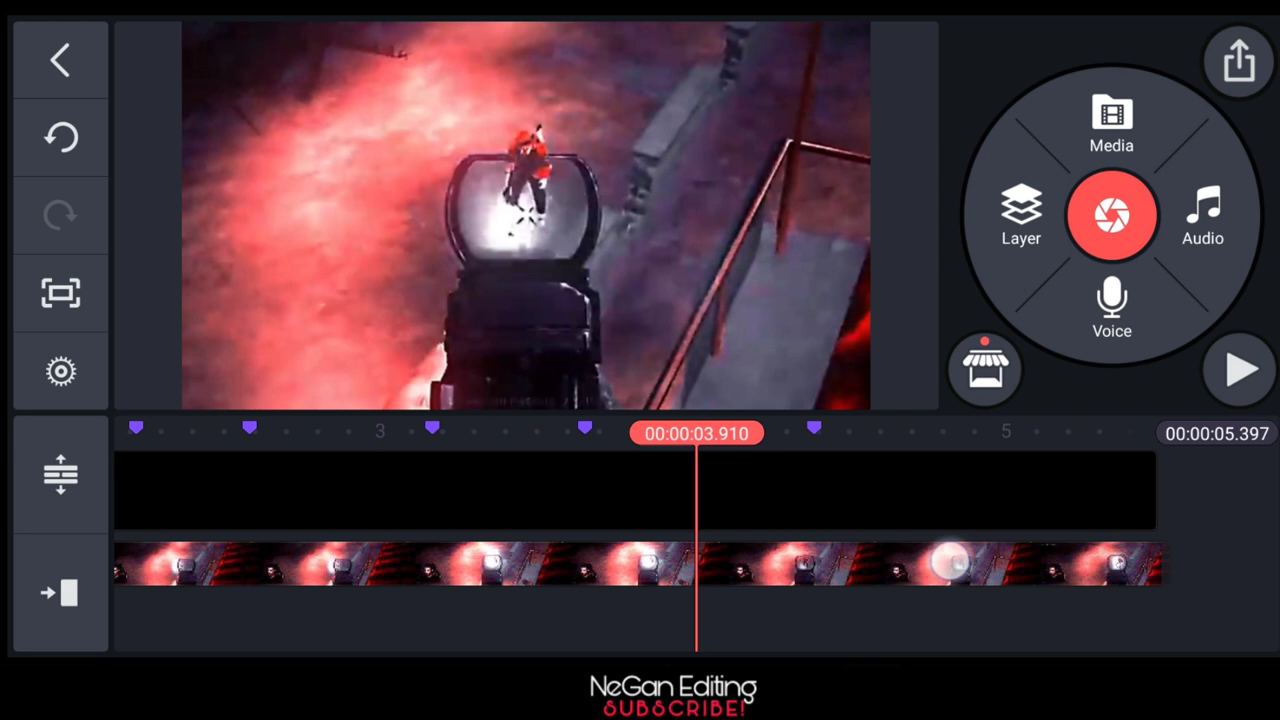 Media
Layer
Audio
Voice
3
00:00:03.910
5
00:00:05.397
NeGan Editing
SUBSCRIBE!